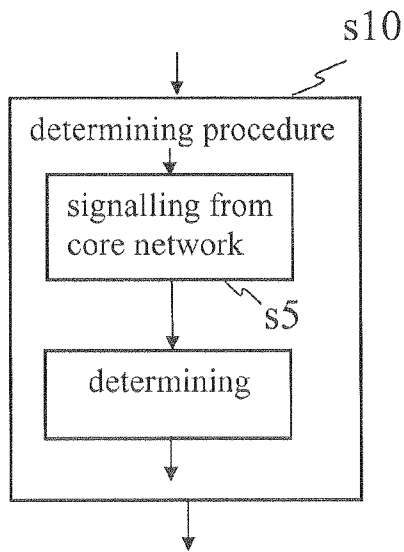 s10
determining procedure
signalling from
core network
s5
determining